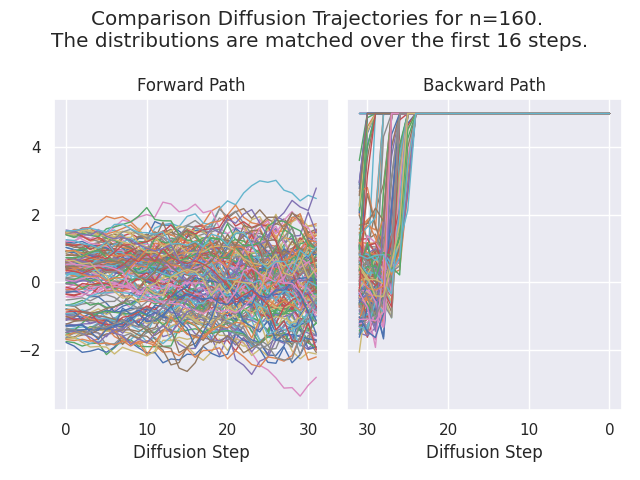 Comparison Diffusion Trajectories for n=160.
The distributions are matched over the first 16 steps.
Forward Path
Backward Path
4
2
0
−2
0
10
20
30
30
20
10
0
Diffusion Step
Diffusion Step